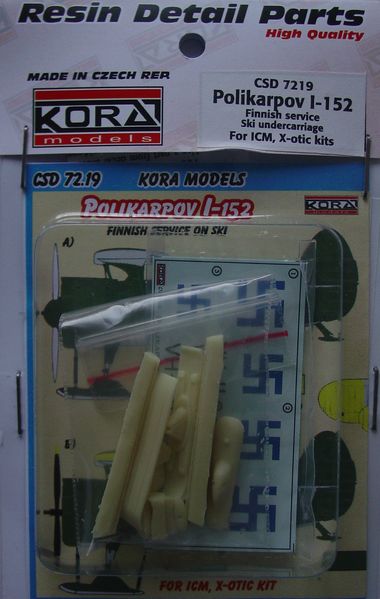 Resin Detail Parts
High Quality
MADE IN CZECH REP.
KORA
models
CSD 7219
Polikarpov I-152
Finnish service
Ski undercarriage
For ICM, X-otic kits
CSD 72.19
KORA MODELS
KORA
POLIKARPOV I-152
FINNISH SERVICE ON SKI
A)
Б)
FOR ICM, X-OTIC KIT